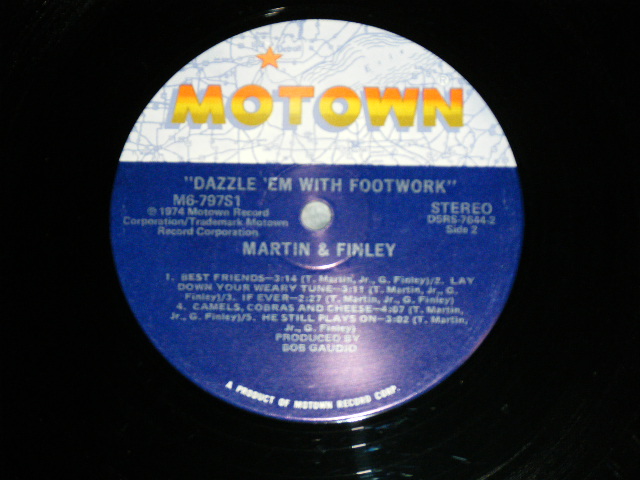 MOTOWN
"DAZZLE 'EM WITH FOOTWORK"
M6-797S1
STEREO
℗ 1974 Motown Record
Corporation/Trademark Motown
Record Corporation
DSRS-7644-2
Side 2
MARTIN & FINLEY
1. BEST FRIENDS—3:14 (T. Martin, Jr., G. Finley)/2. LAY
DOWN YOUR WEARY TUNE—3:11 (T. Martin, Jr., G.
Finley)/3. IF EVER—2:27 (T. Martin, Jr., G. Finley)
4. CAMELS, COBRAS AND CHEESE—4:07 (T. Martin,
Jr., G. Finley)/5. HE STILL PLAYS ON—3:02 (T. Martin,
Jr., G. Finley)
PRODUCED BY
BOB GAUDIO
A PRODUCT OF MOTOWN RECORD CORP.